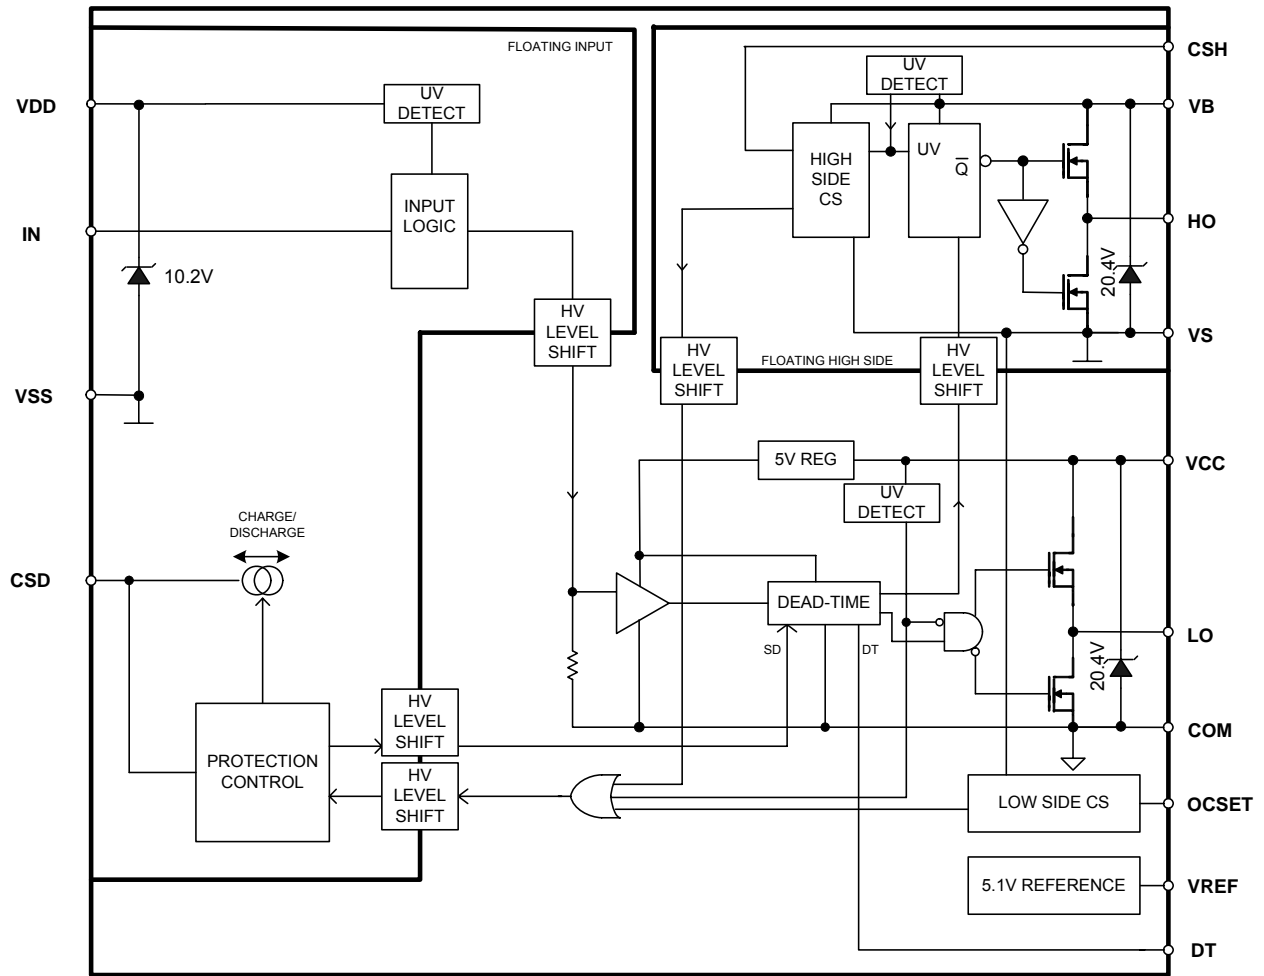 FLOATING INPUT
CSH
UV
DETECT
VDD
UV
DETECT
VB
HIGH
SIDE
CS
UV
Q̅
INPUT
LOGIC
HO
IN
10.2V
20.4V
HV
LEVEL
SHIFT
VS
HV
LEVEL
SHIFT
FLOATING HIGH SIDE
HV
LEVEL
SHIFT
VSS
5V REG
VCC
UV
DETECT
CHARGE/
DISCHARGE
CSD
DEAD-TIME
SD
DT
LO
20.4V
HV
LEVEL
SHIFT
COM
PROTECTION
CONTROL
HV
LEVEL
SHIFT
LOW SIDE CS
OCSET
5.1V REFERENCE
VREF
DT